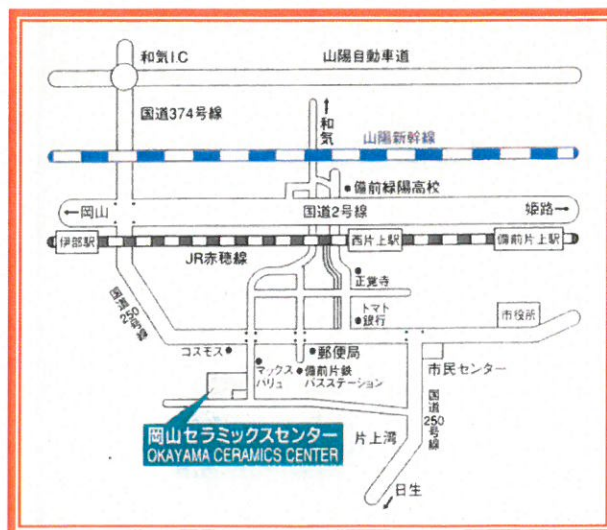 和気I.C
山陽自動車道
国道374号線
和気
山陽新幹線
備前緑陽高校
←岡山
国道2号線
姫路→
伊部駅
西片上駅
備前片上駅
JR赤穂線
正覚寺
国道250号線
トマト
銀行
市役所
コスモス
郵便局
マックス
バリュ
備前片鉄
バスステーション
市民センター
国道250号線
岡山セラミックスセンター
OKAYAMA CERAMICS CENTER
片上湾
日生